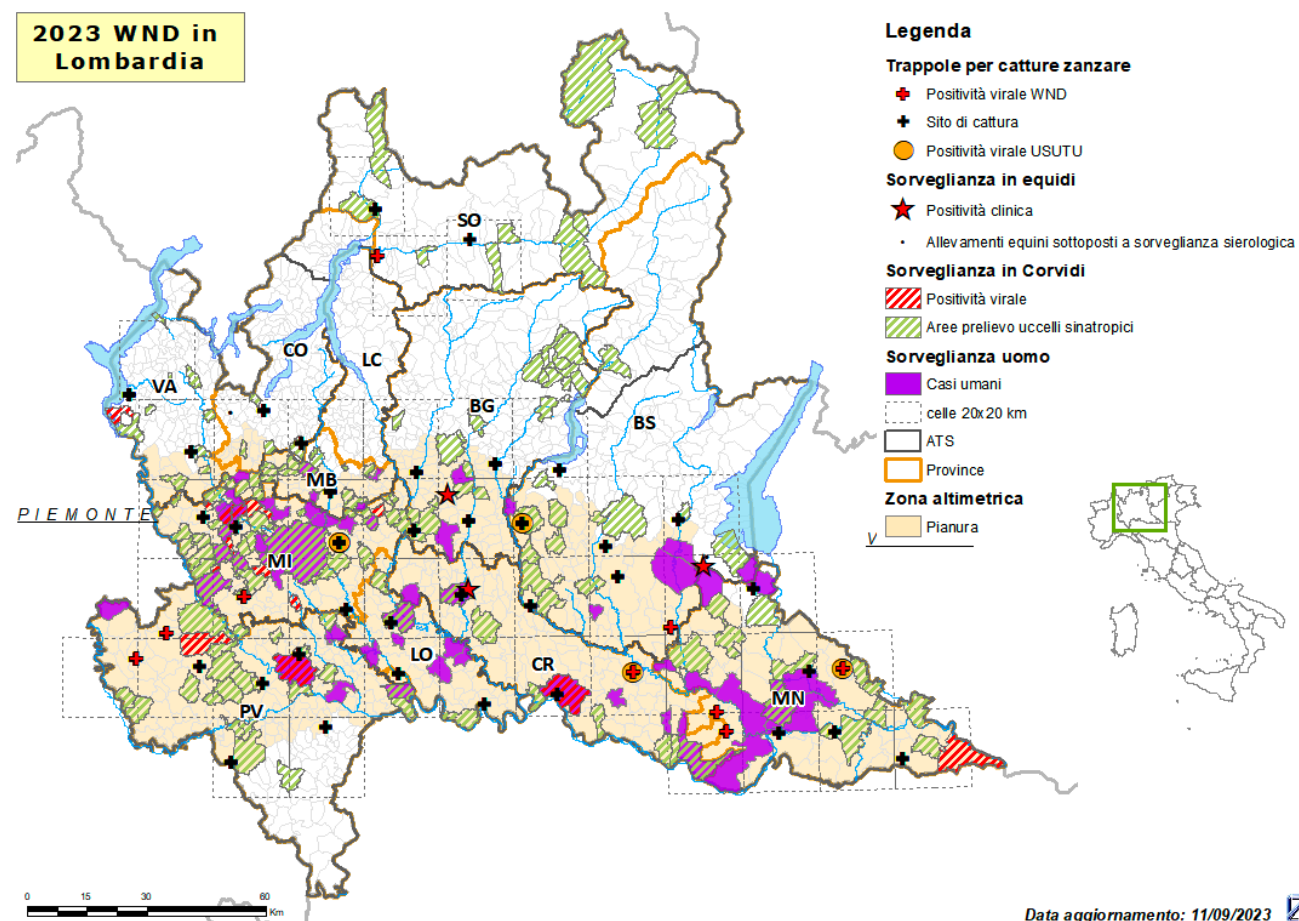 2023 WND in
Lombardia
Legenda
Trappole per catture zanzare
Positività virale WND
Sito di cattura
Positività virale USUTU
Sorveglianza in equidi
Positività clinica
Allevamenti equini sottoposti a sorveglianza sierologica
Sorveglianza in Corvidi
Positività virale
Aree prelievo uccelli sinatropici
Sorveglianza uomo
Casi umani
celle 20x20 km
ATS
Province
Zona altimetrica
Pianura
SO
CO
LC
VA
BG
BS
MB
PIEMONTE
V
MI
LO
CR
MN
PV
0 15 30 60
Km
Data aggiornamento: 11/09/2023